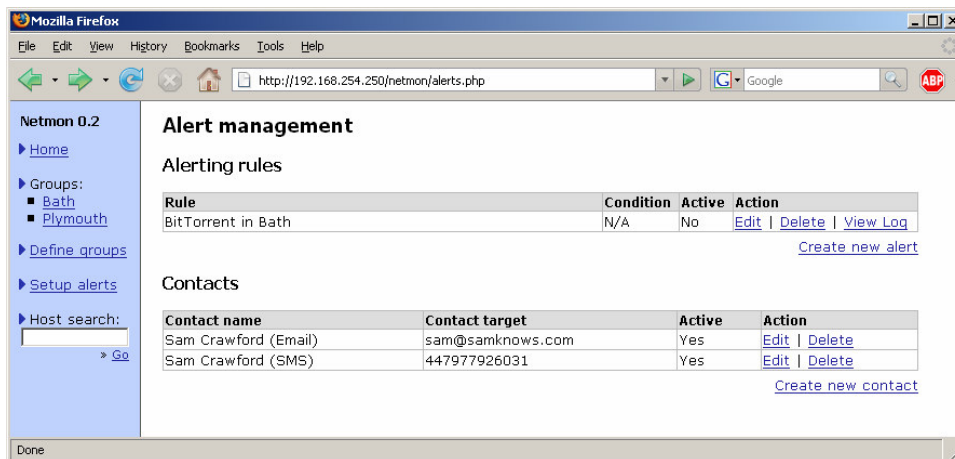 Mozilla Firefox
File Edit View History Bookmarks Tools Help
http://192.168.254.250/netmon/alerts.php
G Google
ABP
Netmon 0.2
Home
Groups:
Bath
Plymouth
Define groups
Setup alerts
Host search:
» Go
Alert management
Alerting rules
Rule Condition Active Action
BitTorrent in Bath N/A No Edit | Delete | View Log
Create new alert
Contacts
Contact name Contact target Active Action
Sam Crawford (Email) sam@samknows.com Yes Edit | Delete
Sam Crawford (SMS) 447977926031 Yes Edit | Delete
Create new contact
Done